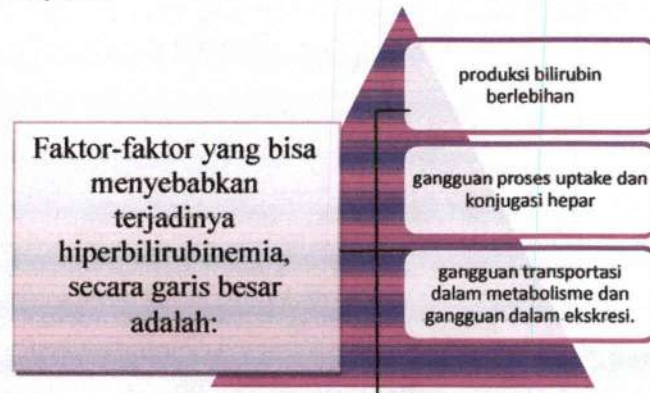 Faktor-faktor yang bisa
menyebabkan
terjadinya
hiperbilirubinemia,
secara garis besar
adalah:
produksi bilirubin
berlebihan
gangguan proses uptake dan
konjugasi hepar
gangguan transportasi
dalam metabolisme dan
gangguan dalam ekskresi.